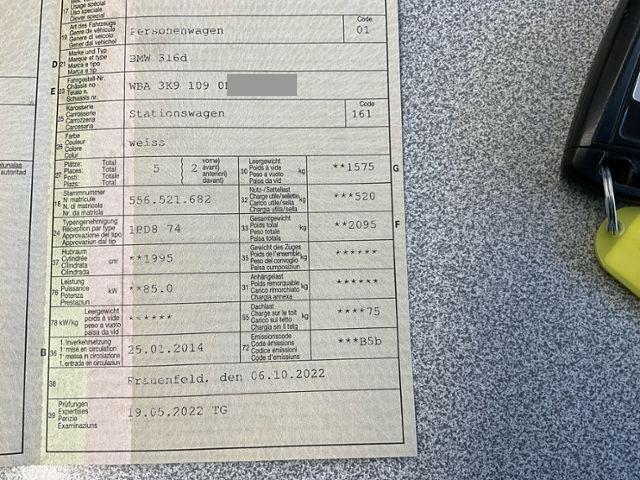 17
Usage spécial
Uso speciale
Diever spezial
19
Art des Fahrzeugs
Genre de véhicule
Genere di veicolo
Gener dal vehichel
Personenwagen
Code
01
D 21
Marke und Typ
Marque et type
Marca e tipo
Marca e tip
BMW 316d
E 23
Fahrgestell-Nr.
Châssis no
Telaio n.
Schassis nr.
WBA 3K9 109 0
25
Karosserie
Carrosserie
Carrozzeria
Carossaria
Stationswagen
Code
161
26
Farbe
Couleur
Colore
Colur
weiss
27
Plätze: Total
Places: Total
Posti: Totale
Plazs: Total
5
2
vorne)
avant)
anteriori)
davant)
30
Leergewicht
Poids à vide
Peso a vuoto
Paisa da vid
kg
**1575
G
18
Stammnummer
N° matricule
N. di matricola
Nr. da matricla
556.521.682
32
Nutz-/Sattellast
Charge utile/sellette
Carico utile/sella
Chargia utila/sella
kg
***520
24
Typengenehmigung
Réception par type
Approvazione del tipo
Approvaziun dal tip
1BD8 74
33
Gesamtgewicht
Poids total
Peso totale
Paisa totala
kg
**2095
F
37
Hubraum
Cylindrée
Cilindrata
Cilindrada
cm³
**1995
35
Gewicht des Zuges
Poids de l'ensemble
Peso del convoglio
Paisa cumposiziun
kg
******
76
Leistung
Puissance
Potenza
Prestaziun
kW
**85.0
31
Anhängelast
Poids remorquable
Carico rimorchiato
Chargia annexa
kg
******
78 kW/kg
Leergewicht
poids à vide
peso a vuoto
paisa da vid
******
55
Dachlast
Charge sur le toit
Carico sul tetto
Chargia sin il tetg
kg
****75
B 36
1. Inverkehrsetzung
1re mise en circulation
1a messa in circolazione
1. entrada en circulaziun
25.01.2014
72
Emissionscode
Code émissions
Codice emissioni
Code d'emissiuns
***B5b
38
Frauenfeld, den 06.10.2022
39
Prüfungen
Expertises
Perizie
Examinaziuns
19.05.2022 TG